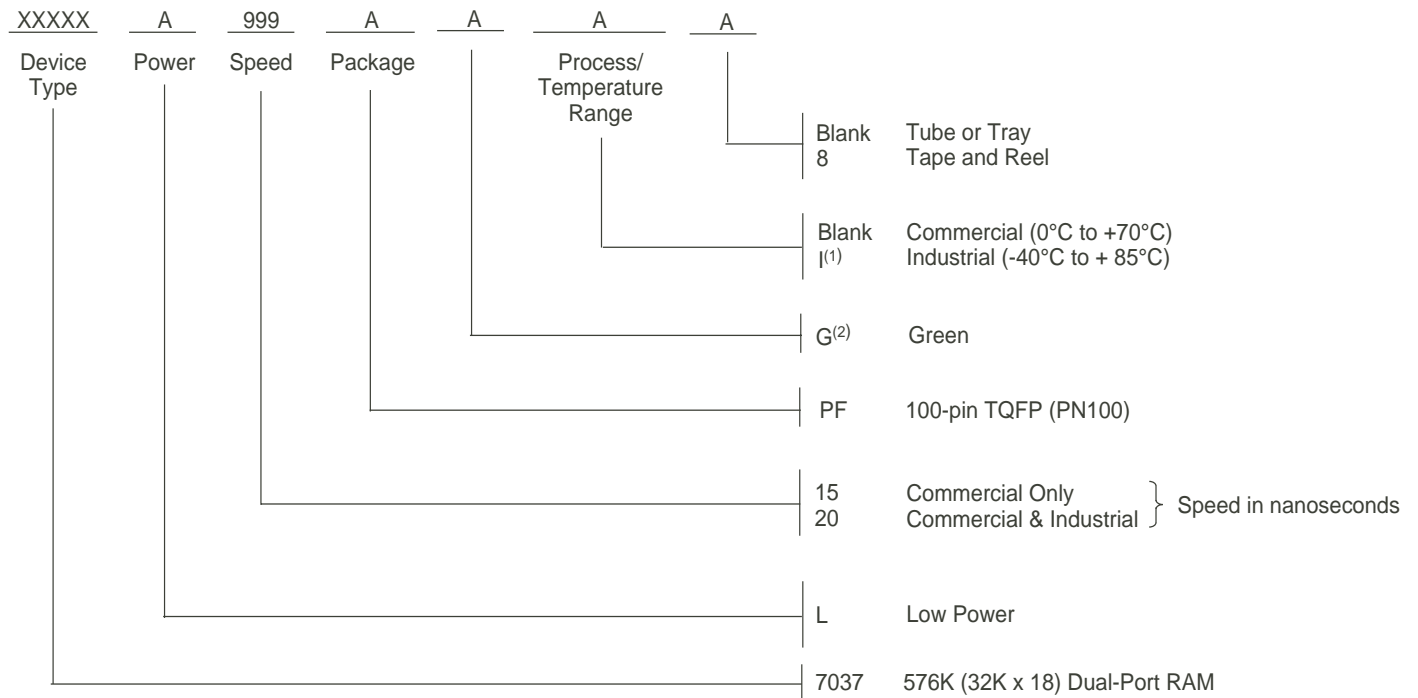 XXXXX A 999 A A A A
Device Type
Power
Speed
Package
Process/
Temperature
Range
Blank Tube or Tray
8 Tape and Reel
Blank Commercial (0°C to +70°C)
I(1) Industrial (-40°C to + 85°C)
G(2) Green
PF 100-pin TQFP (PN100)
15 Commercial Only
20 Commercial & Industrial
Speed in nanoseconds
L Low Power
7037 576K (32K x 18) Dual-Port RAM